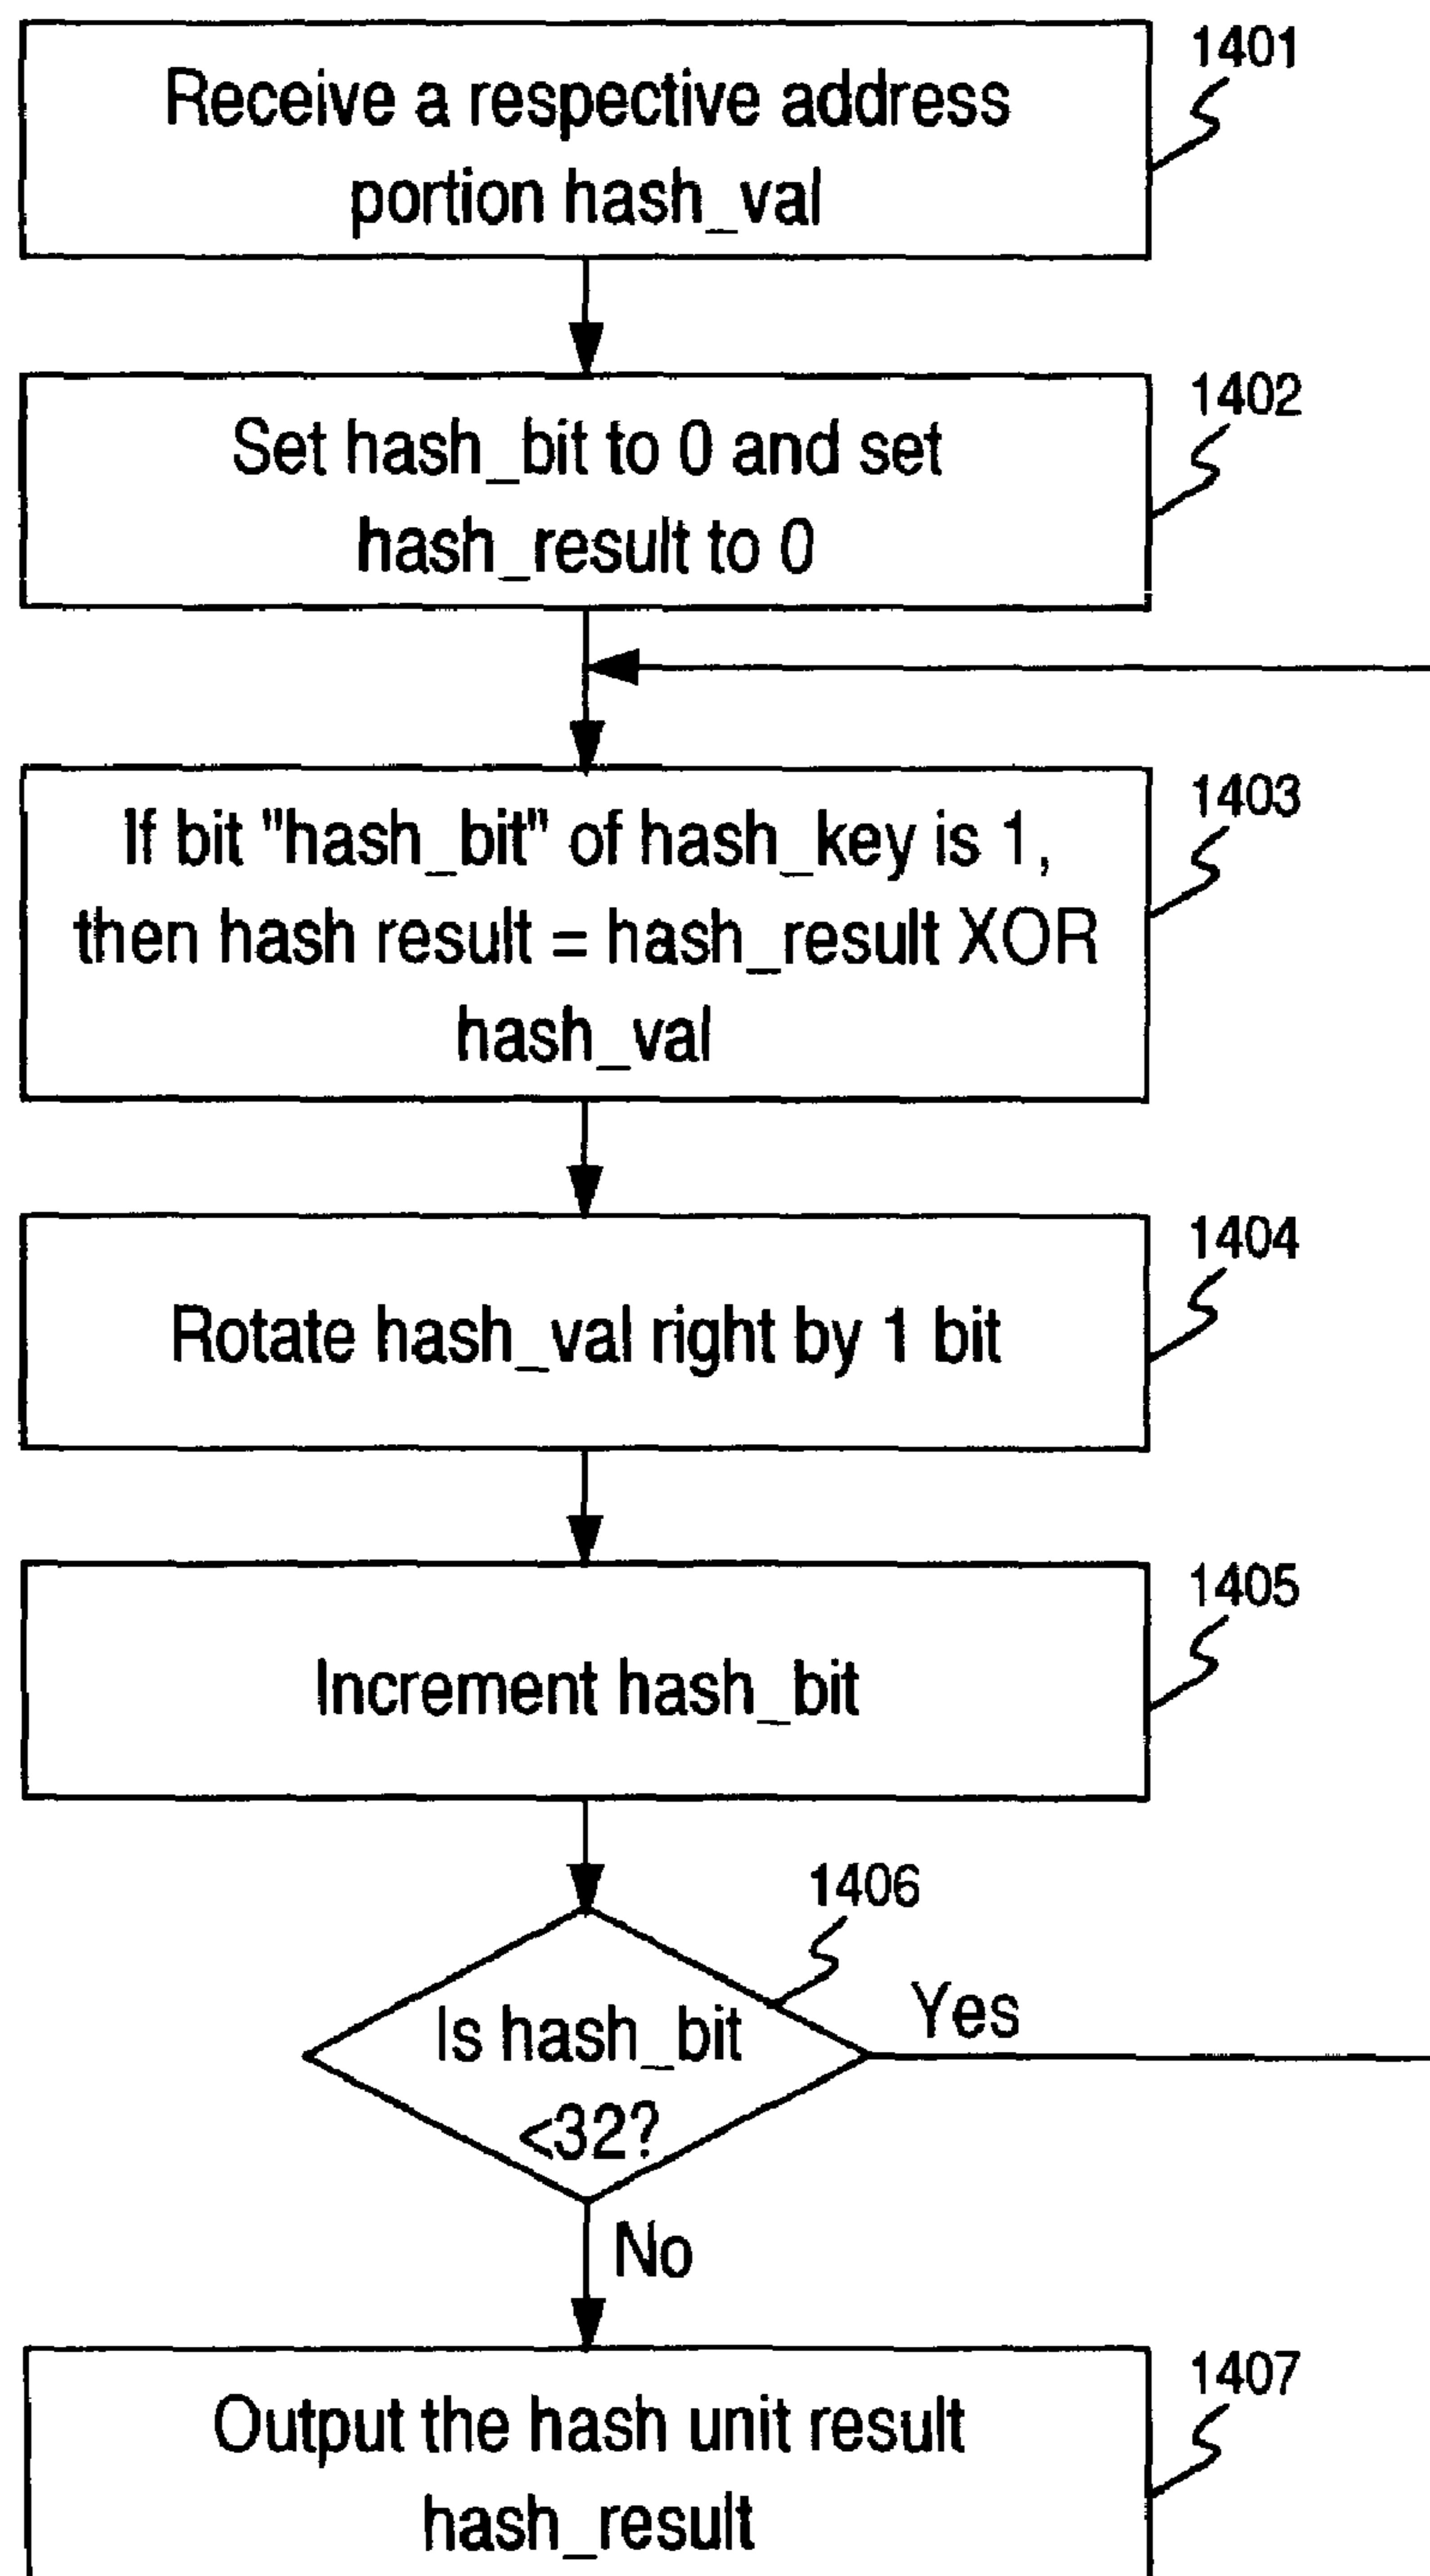 1401
Receive a respective address
portion hash_val
1402
Set hash_bit to 0 and set
hash_result to 0
1403
If bit "hash_bit" of hash_key is 1,
then hash result = hash_result XOR
hash_val
1404
Rotate hash_val right by 1 bit
1405
Increment hash_bit
1406
Is hash_bit
<32?
Yes
No
1407
Output the hash unit result
hash_result